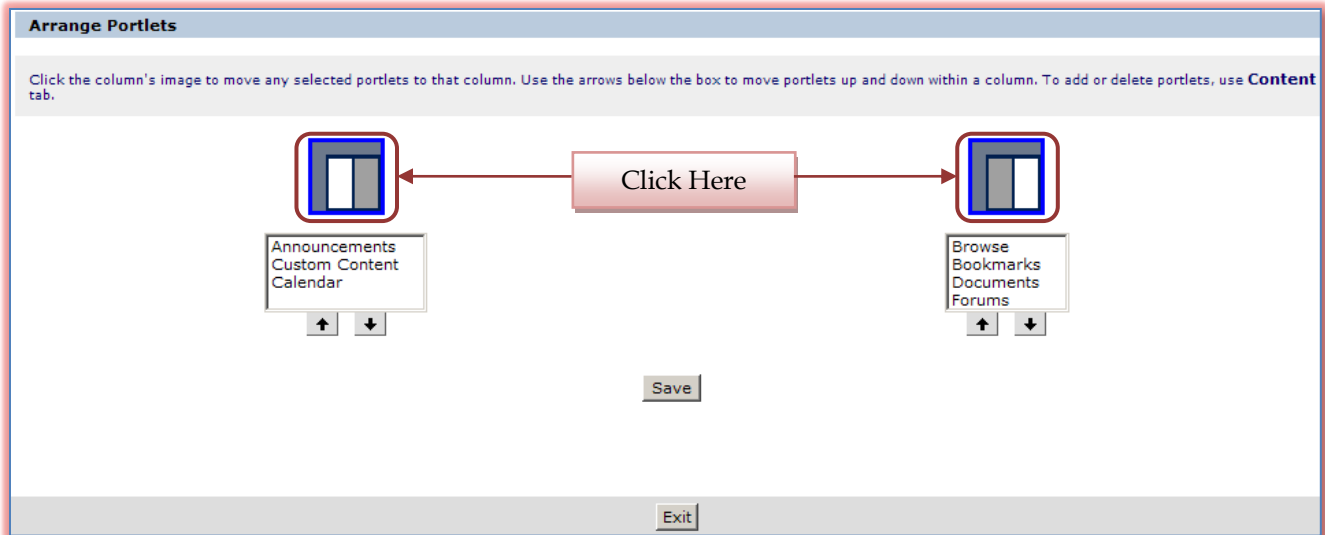 Arrange Portlets
Click the column's image to move any selected portlets to that column. Use the arrows below the box to move portlets up and down within a column. To add or delete portlets, use Content
tab.
Click Here
Announcements
Custom Content
Calendar
Browse
Bookmarks
Documents
Forums
Save
Exit